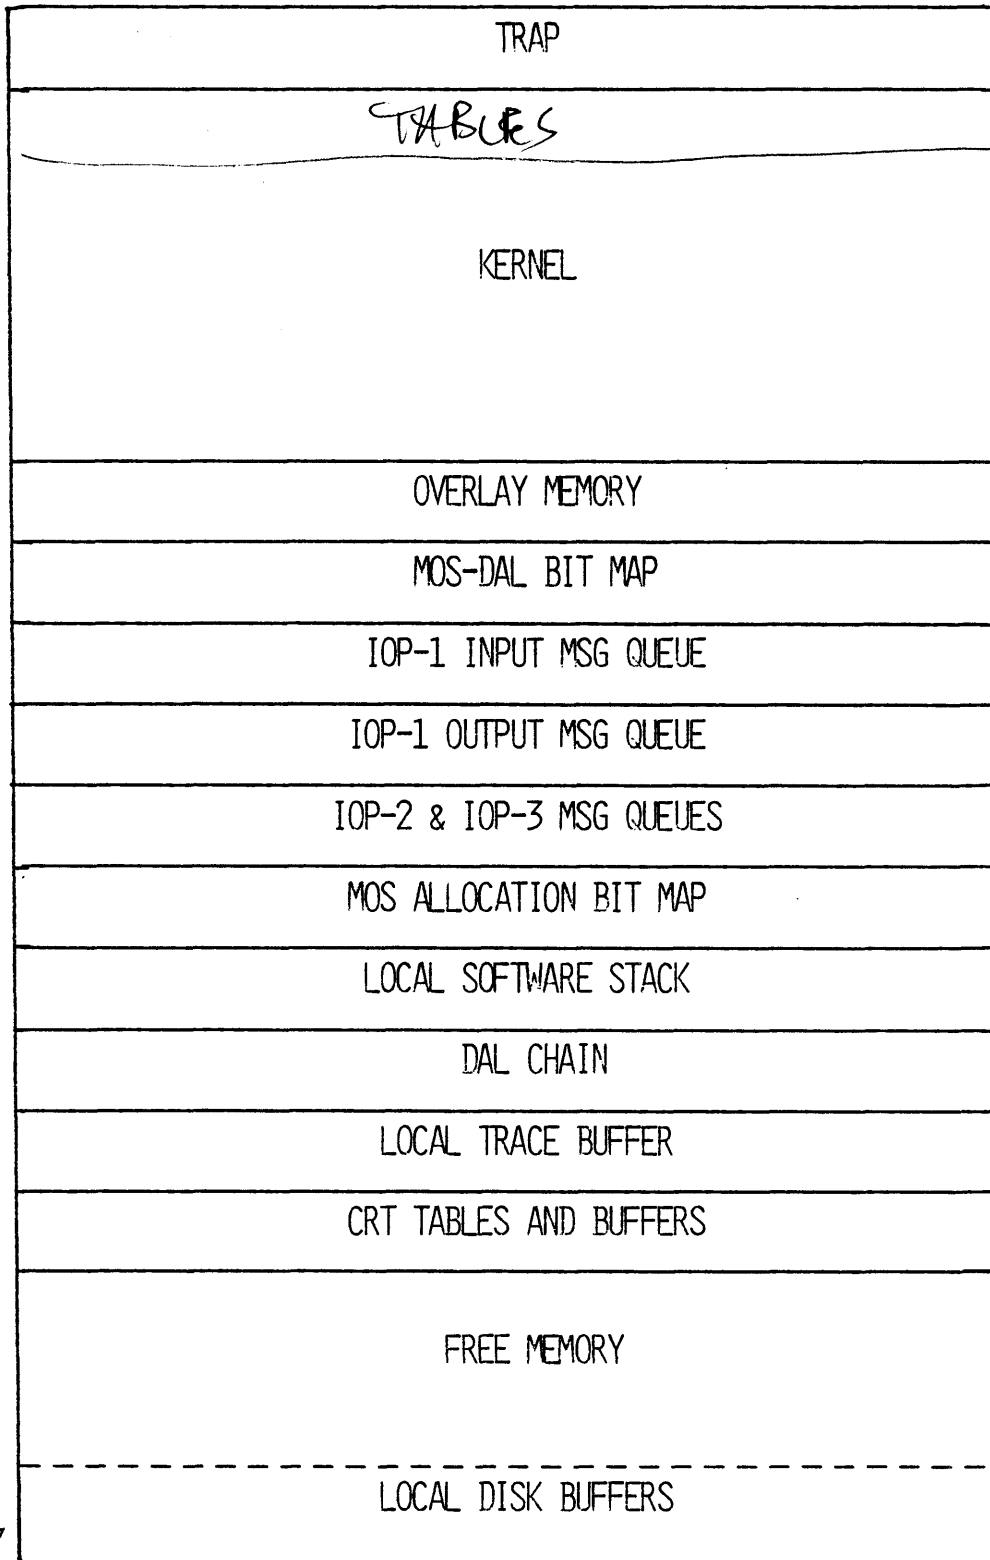 TRAP
TABLES
KERNEL
OVERLAY MEMORY
MOS-DAL BIT MAP
IOP-1 INPUT MSG QUEUE
IOP-1 OUTPUT MSG QUEUE
IOP-2 & IOP-3 MSG QUEUES
MOS ALLOCATION BIT MAP
LOCAL SOFTWARE STACK
DAL CHAIN
LOCAL TRACE BUFFER
CRT TABLES AND BUFFERS
FREE MEMORY
LOCAL DISK BUFFERS